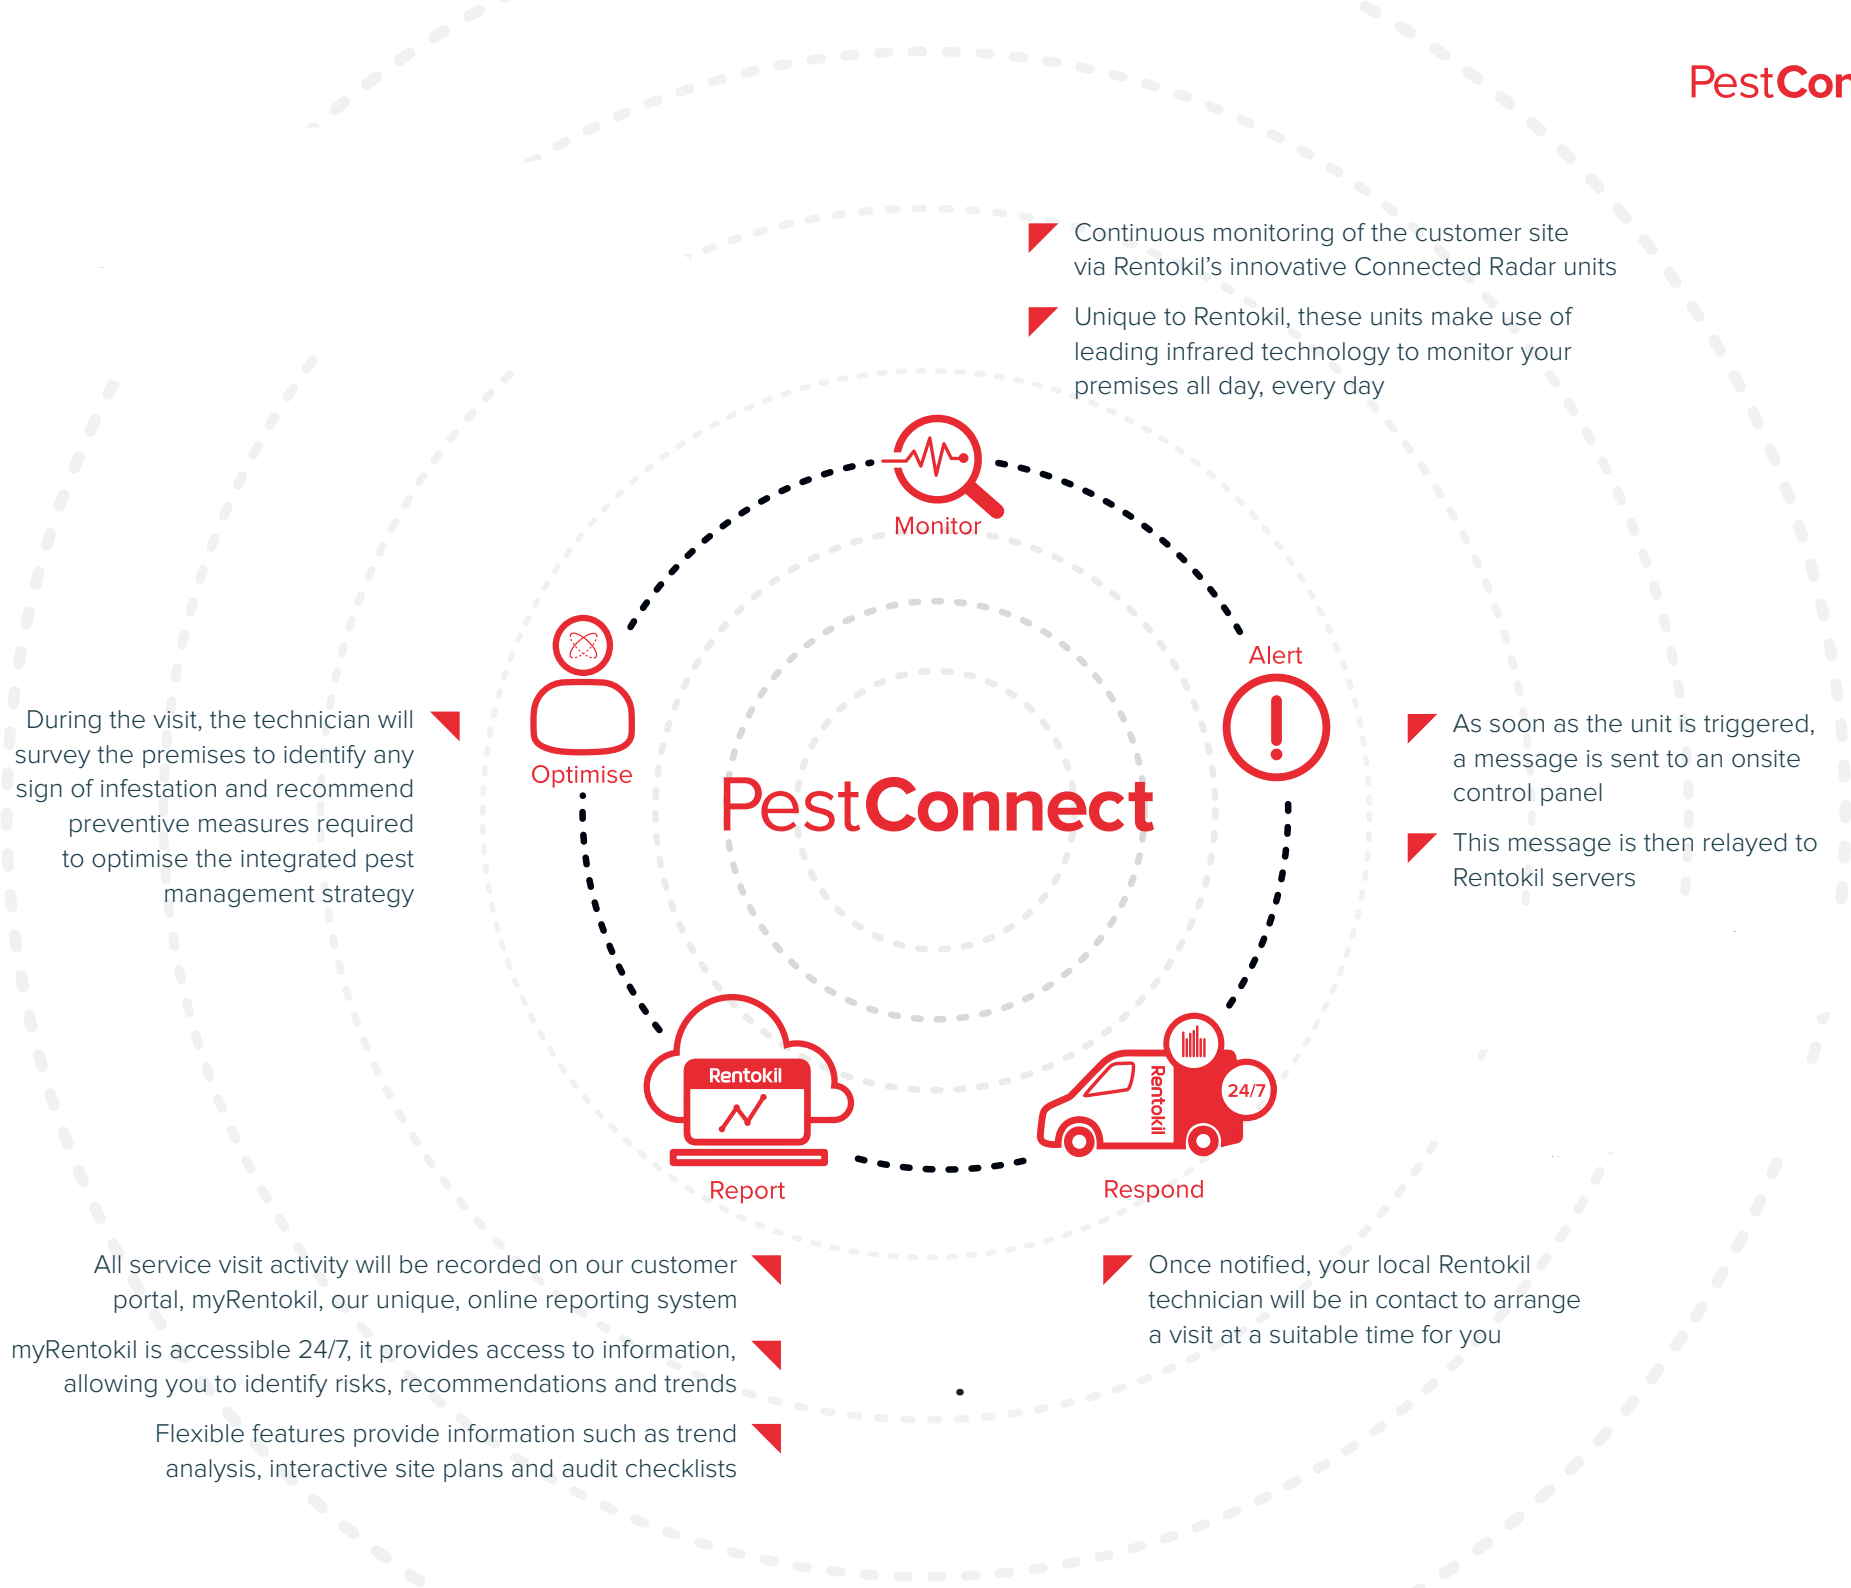 PestCon
Continuous monitoring of the customer site
via Rentokil’s innovative Connected Radar units
Unique to Rentokil, these units make use of
leading infrared technology to monitor your
premises all day, every day
Monitor
Alert
As soon as the unit is triggered,
a message is sent to an onsite
control panel
This message is then relayed to
Rentokil servers
Optimise
During the visit, the technician will
survey the premises to identify any
sign of infestation and recommend
preventive measures required
to optimise the integrated pest
management strategy
PestConnect
Rentokil
Report
Rentokil
24/7
Respond
All service visit activity will be recorded on our customer
portal, myRentokil, our unique, online reporting system
myRentokil is accessible 24/7, it provides access to information,
allowing you to identify risks, recommendations and trends
Flexible features provide information such as trend
analysis, interactive site plans and audit checklists
Once notified, your local Rentokil
technician will be in contact to arrange
a visit at a suitable time for you